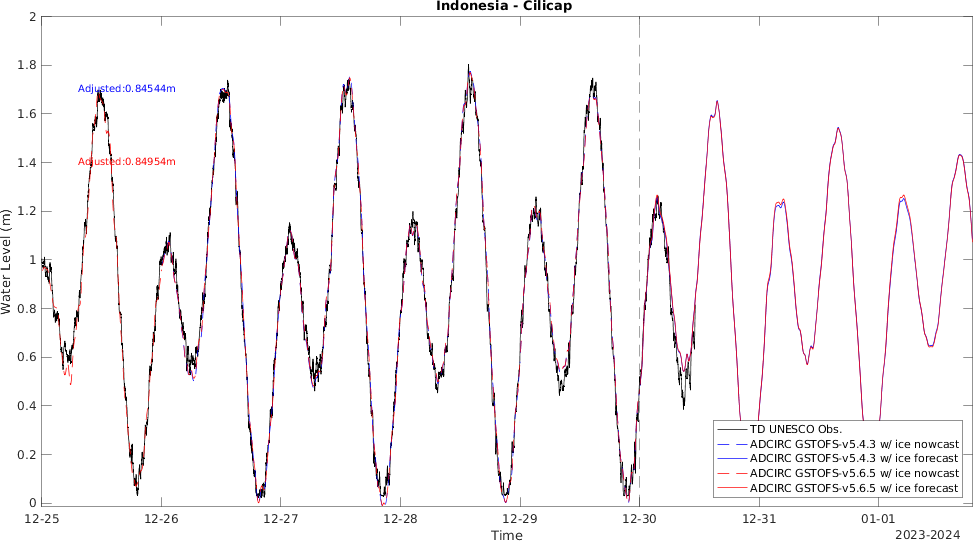 Indonesia - Cilicap
2
1.8
1.6
1.4
1.2
1
0.8
0.6
0.4
0.2
0
Water Level (m)
Adjusted:0.84544m
Adjusted:0.84954m
TD UNESCO Obs.
ADCIRC GSTOFS-v5.4.3 w/ ice nowcast
ADCIRC GSTOFS-v5.4.3 w/ ice forecast
ADCIRC GSTOFS-v5.6.5 w/ ice nowcast
ADCIRC GSTOFS-v5.6.5 w/ ice forecast
12-25 12-26 12-27 12-28 12-29 12-30 12-31 01-01
Time
2023-2024